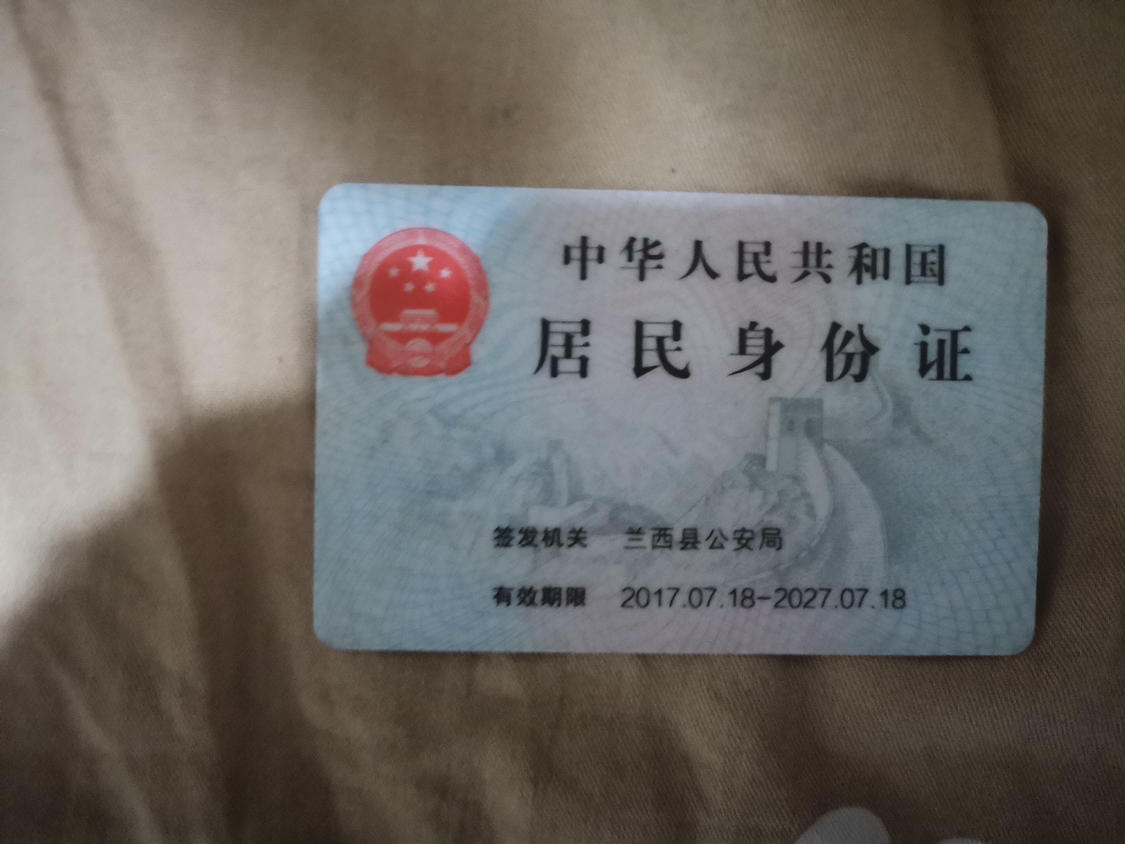 中华人民共和国
居民身份证
签发机关 兰西县公安局
有效期限 2017.07.18-2027.07.18